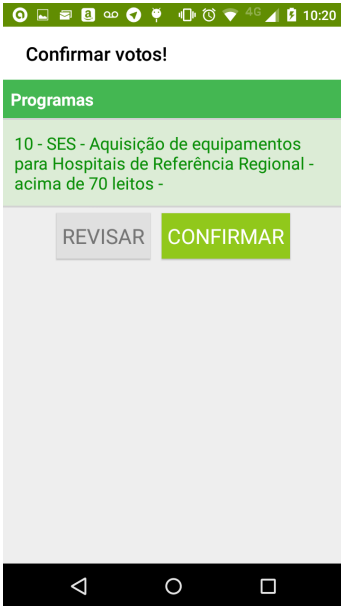 4G 10:20
Confirmar votos!
Programas
10 - SES - Aquisição de equipamentos
para Hospitais de Referência Regional -
acima de 70 leitos -
REVISAR CONFIRMAR